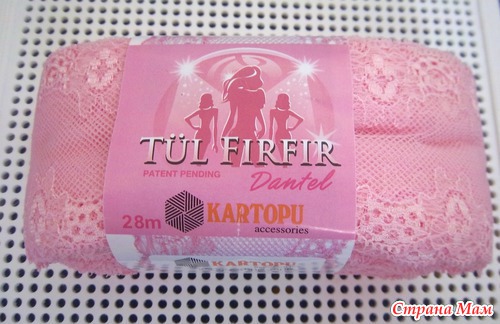 TÜL FIRFIR
PATENT PENDING
Dantel
28m
KARTOPU
accessories
KARTOPU
Страна Мам